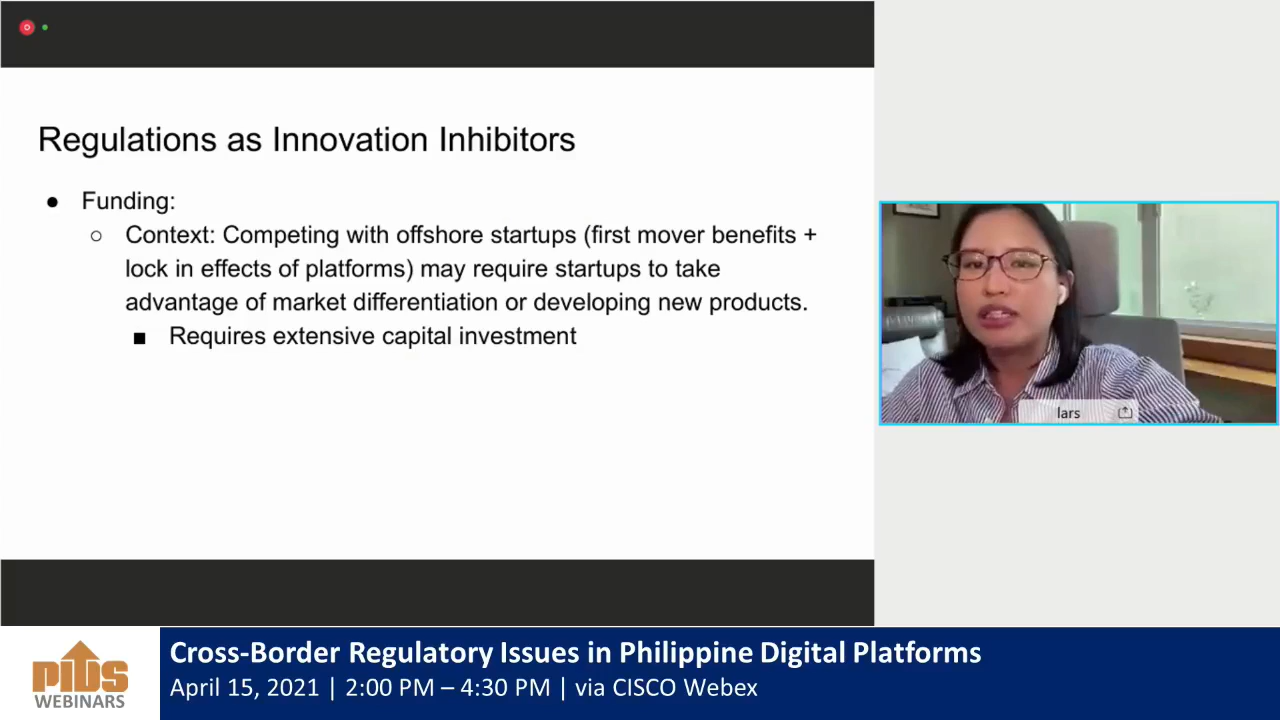 Regulations as Innovation Inhibitors
● Funding:
○ Context: Competing with offshore startups (first mover benefits +
lock in effects of platforms) may require startups to take
advantage of market differentiation or developing new products.
■ Requires extensive capital investment
lars
PIDS
WEBINARS
Cross-Border Regulatory Issues in Philippine Digital Platforms
April 15, 2021 | 2:00 PM – 4:30 PM | via CISCO Webex